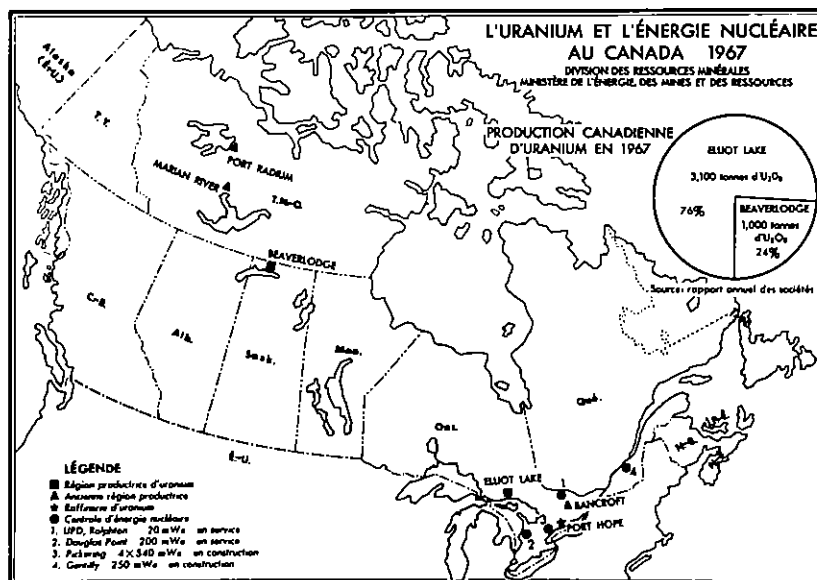 L'URANIUM ET L'ÉNERGIE NUCLÉAIRE
AU CANADA 1967
DIVISION DES RESSOURCES MINÉRALES
MINISTÈRE DE L'ÉNERGIE, DES MINES ET DES RESSOURCES
PRODUCTION CANADIENNE
D'URANIUM EN 1967
ELLIOT LAKE
3,100 tonnes d'U₃O₈
76%
BEAVERLODGE
1,000 tonnes
d'U₃O₈
24%
Source: rapport annuel des sociétés
Alaska
(É.-U.)
T.Y.
PORT RADIUM
MARIAN RIVER
T.N.-O.
BEAVERLODGE
C.-B.
Alb.
Sask.
Man.
Ont.
Qué.
É.-U.
N.-B.
ELLIOT LAKE
1
BANCROFT
3
PORT HOPE
2
4
LÉGENDE
Région productrice d'uranium
Ancienne région productrice
Raffinerie d'uranium
Centrale d'énergie nucléaire
1. UPD, Rolphton 20 mWe en service
2. Douglas Point 200 mWe en service
3. Pickering 4 X 540 mWe en construction
4. Gentilly 250 mWe en construction